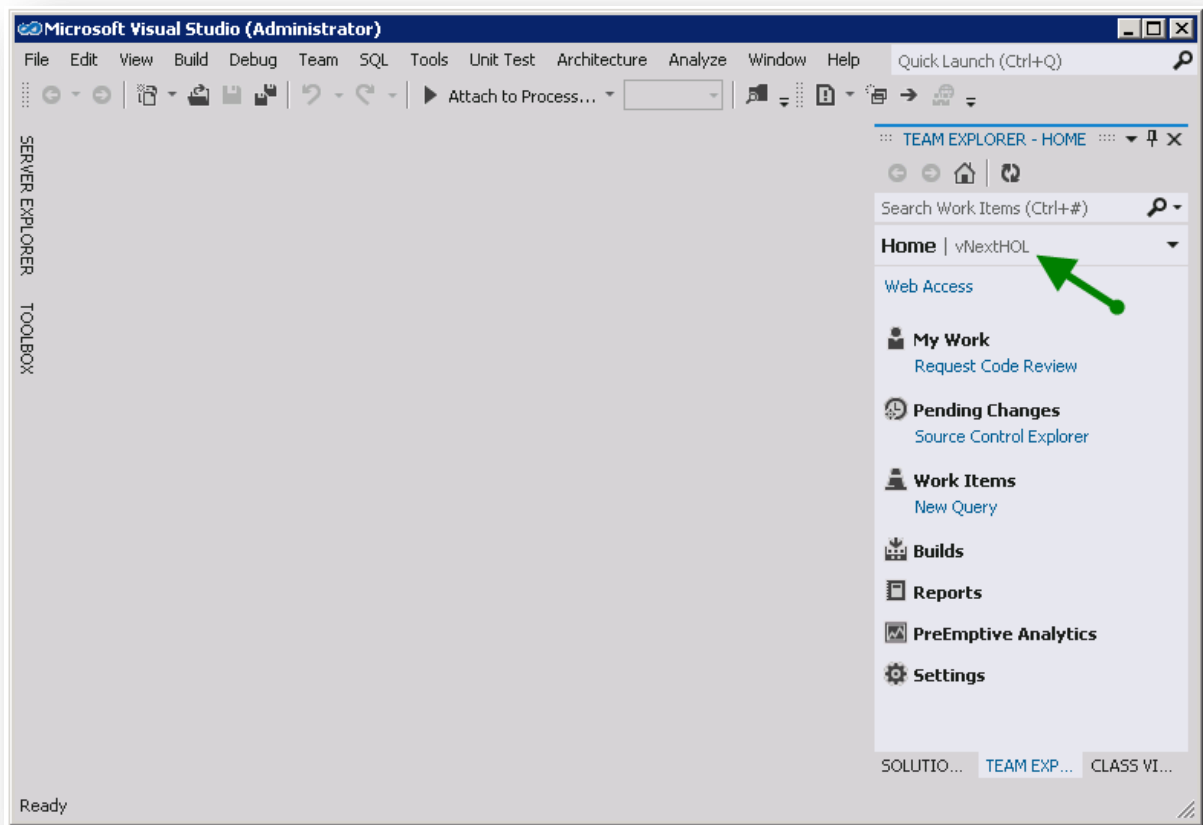 Microsoft Visual Studio (Administrator)
File Edit View Build Debug Team SQL Tools Unit Test Architecture Analyze Window Help Quick Launch (Ctrl+Q)
Attach to Process...
SERVER EXPLORER
TOOLBOX
TEAM EXPLORER - HOME
Search Work Items (Ctrl+#)
Home | vNextHOL
Web Access
My Work
Request Code Review
Pending Changes
Source Control Explorer
Work Items
New Query
Builds
Reports
PreEmptive Analytics
Settings
SOLUTIO... TEAM EXP... CLASS VI...
Ready